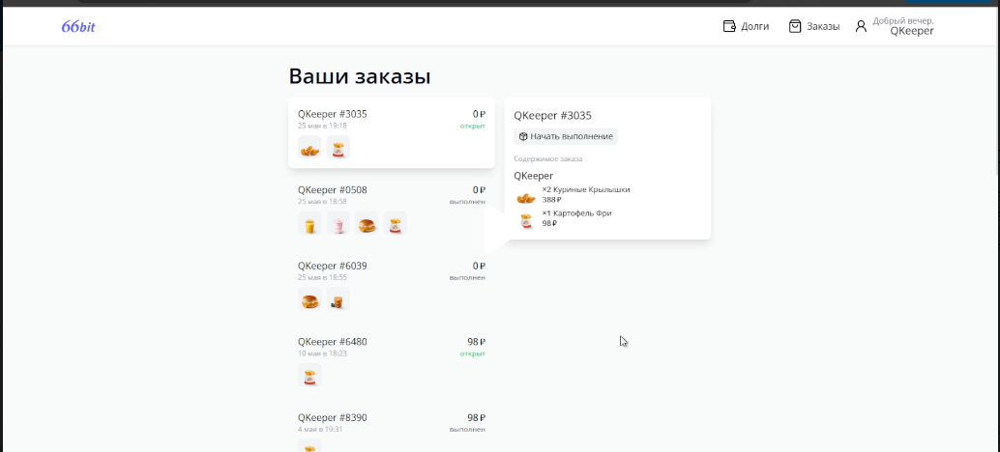 66bit
Долги
Заказы
Добрый вечер,
QKeeper
Ваши заказы
QKeeper #3035
0 ₽
25 мая в 19:18
открыт
QKeeper #0508
0 ₽
25 мая в 18:58
выполнен
QKeeper #6039
0 ₽
25 мая в 18:55
выполнен
QKeeper #6480
98 ₽
10 мая в 18:23
открыт
QKeeper #8390
98 ₽
4 мая в 19:31
выполнен
QKeeper #3035
Начать выполнение
Содержимое заказа
QKeeper
×2 Куриные Крылышки
388 ₽
×1 Картофель Фри
98 ₽